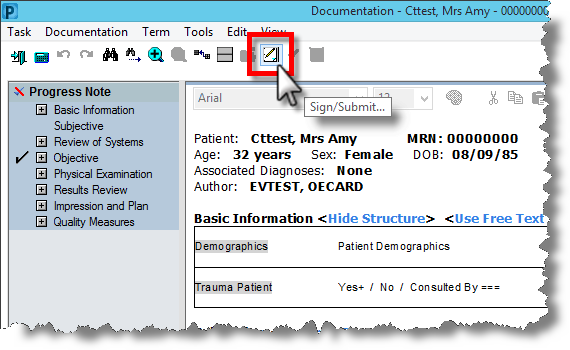 P Documentation - Cttest, Mrs Amy - 00000000
Task Documentation Term Tools Edit View
Progress Note
Basic Information
Subjective
Review of Systems
Objective
Physical Examination
Results Review
Impression and Plan
Quality Measures
Arial 12
Sign/Submit...
Patient: Cttest, Mrs Amy MRN: 00000000
Age: 32 years Sex: Female DOB: 08/09/85
Associated Diagnoses: None
Author: EVTEST, OECARD
Basic Information <Hide Structure> <Use Free Text
Demographics Patient Demographics
Trauma Patient Yes+ / No / Consulted By ===